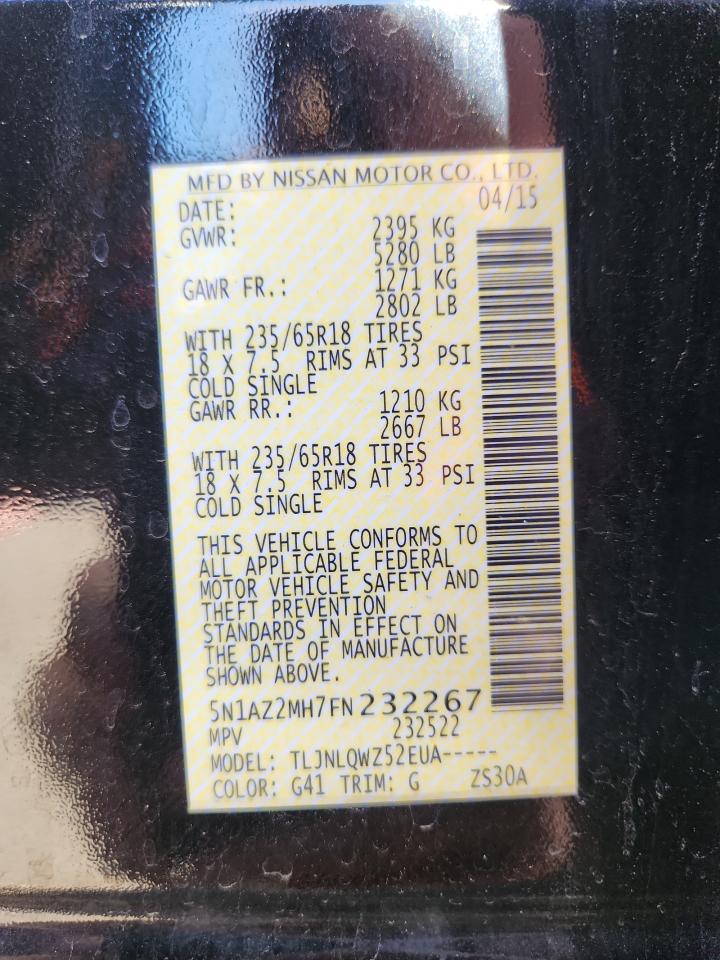 MFD BY NISSAN MOTOR CO., LTD.
DATE: 04/15
GVWR: 2395 KG
5280 LB
GAWR FR.: 1271 KG
2802 LB
WITH 235/65R18 TIRES
18 X 7.5 RIMS AT 33 PSI
COLD SINGLE
GAWR RR.: 1210 KG
2667 LB
WITH 235/65R18 TIRES
18 X 7.5 RIMS AT 33 PSI
COLD SINGLE
THIS VEHICLE CONFORMS TO
ALL APPLICABLE FEDERAL
MOTOR VEHICLE SAFETY AND
THEFT PREVENTION
STANDARDS IN EFFECT ON
THE DATE OF MANUFACTURE
SHOWN ABOVE.
5N1AZ2MH7FN232267
MPV 232522
MODEL: TLJNLQWZ52EUA-----
COLOR: G41 TRIM: G ZS30A